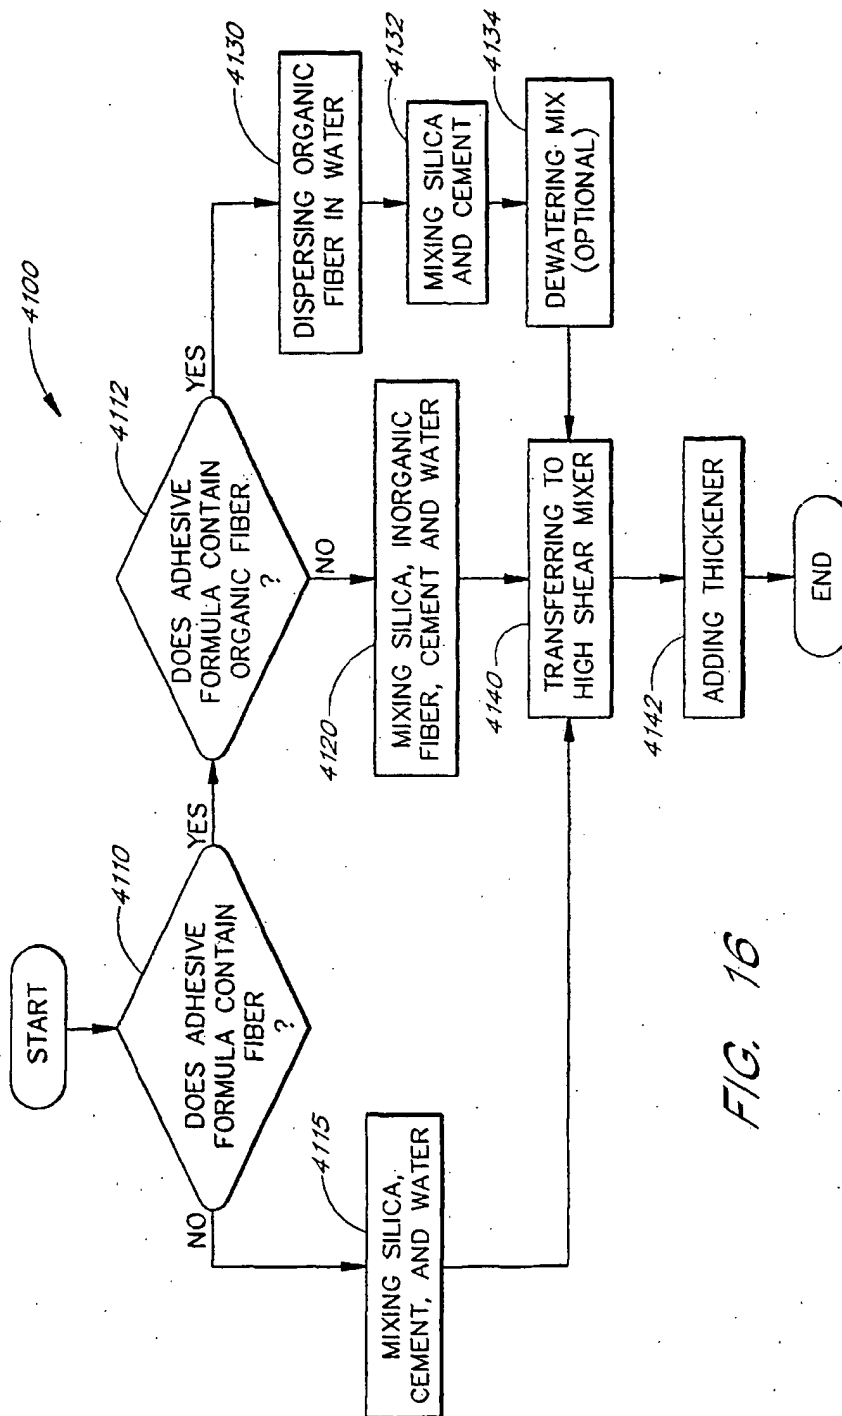 4100
START
4110
DOES ADHESIVE
FORMULA CONTAIN
FIBER
?
NO
YES
4112
DOES ADHESIVE
FORMULA CONTAIN
ORGANIC FIBER
?
YES
NO
4115
MIXING SILICA,
CEMENT, AND WATER
4120
MIXING SILICA, INORGANIC
FIBER, CEMENT AND WATER
4130
DISPERSING ORGANIC
FIBER IN WATER
4132
MIXING SILICA
AND CEMENT
4134
DEWATERING MIX
(OPTIONAL)
4140
TRANSFERRING TO
HIGH SHEAR MIXER
4142
ADDING THICKENER
END
FIG. 16